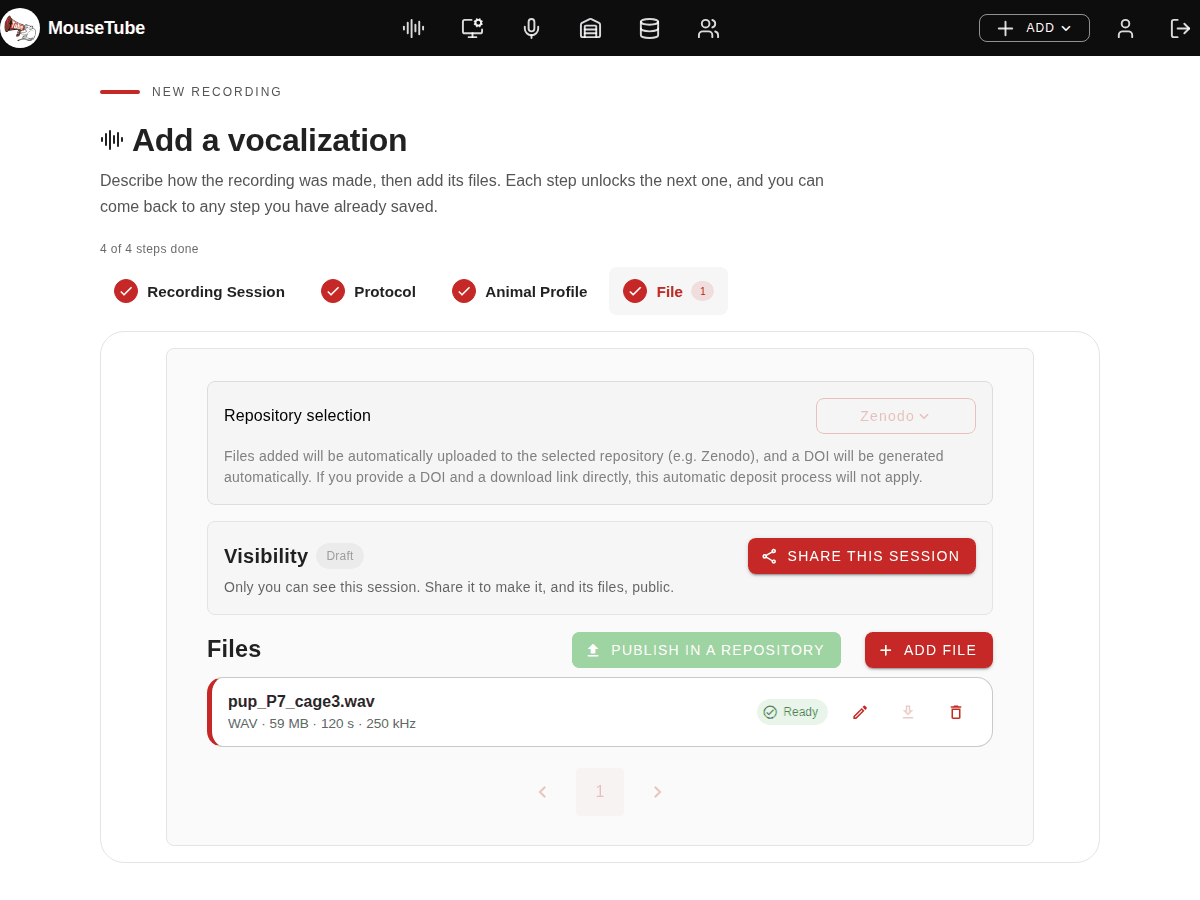 MouseTube
ADD
NEW RECORDING
Add a vocalization
Describe how the recording was made, then add its files. Each step unlocks the next one, and you can
come back to any step you have already saved.
4 of 4 steps done
Recording Session
Protocol
Animal Profile
File 1
Repository selection
Zenodo
Files added will be automatically uploaded to the selected repository (e.g. Zenodo), and a DOI will be generated
automatically. If you provide a DOI and a download link directly, this automatic deposit process will not apply.
Visibility Draft
SHARE THIS SESSION
Only you can see this session. Share it to make it, and its files, public.
Files
PUBLISH IN A REPOSITORY
ADD FILE
pup_P7_cage3.wav
WAV · 59 MB · 120 s · 250 kHz
Ready
1